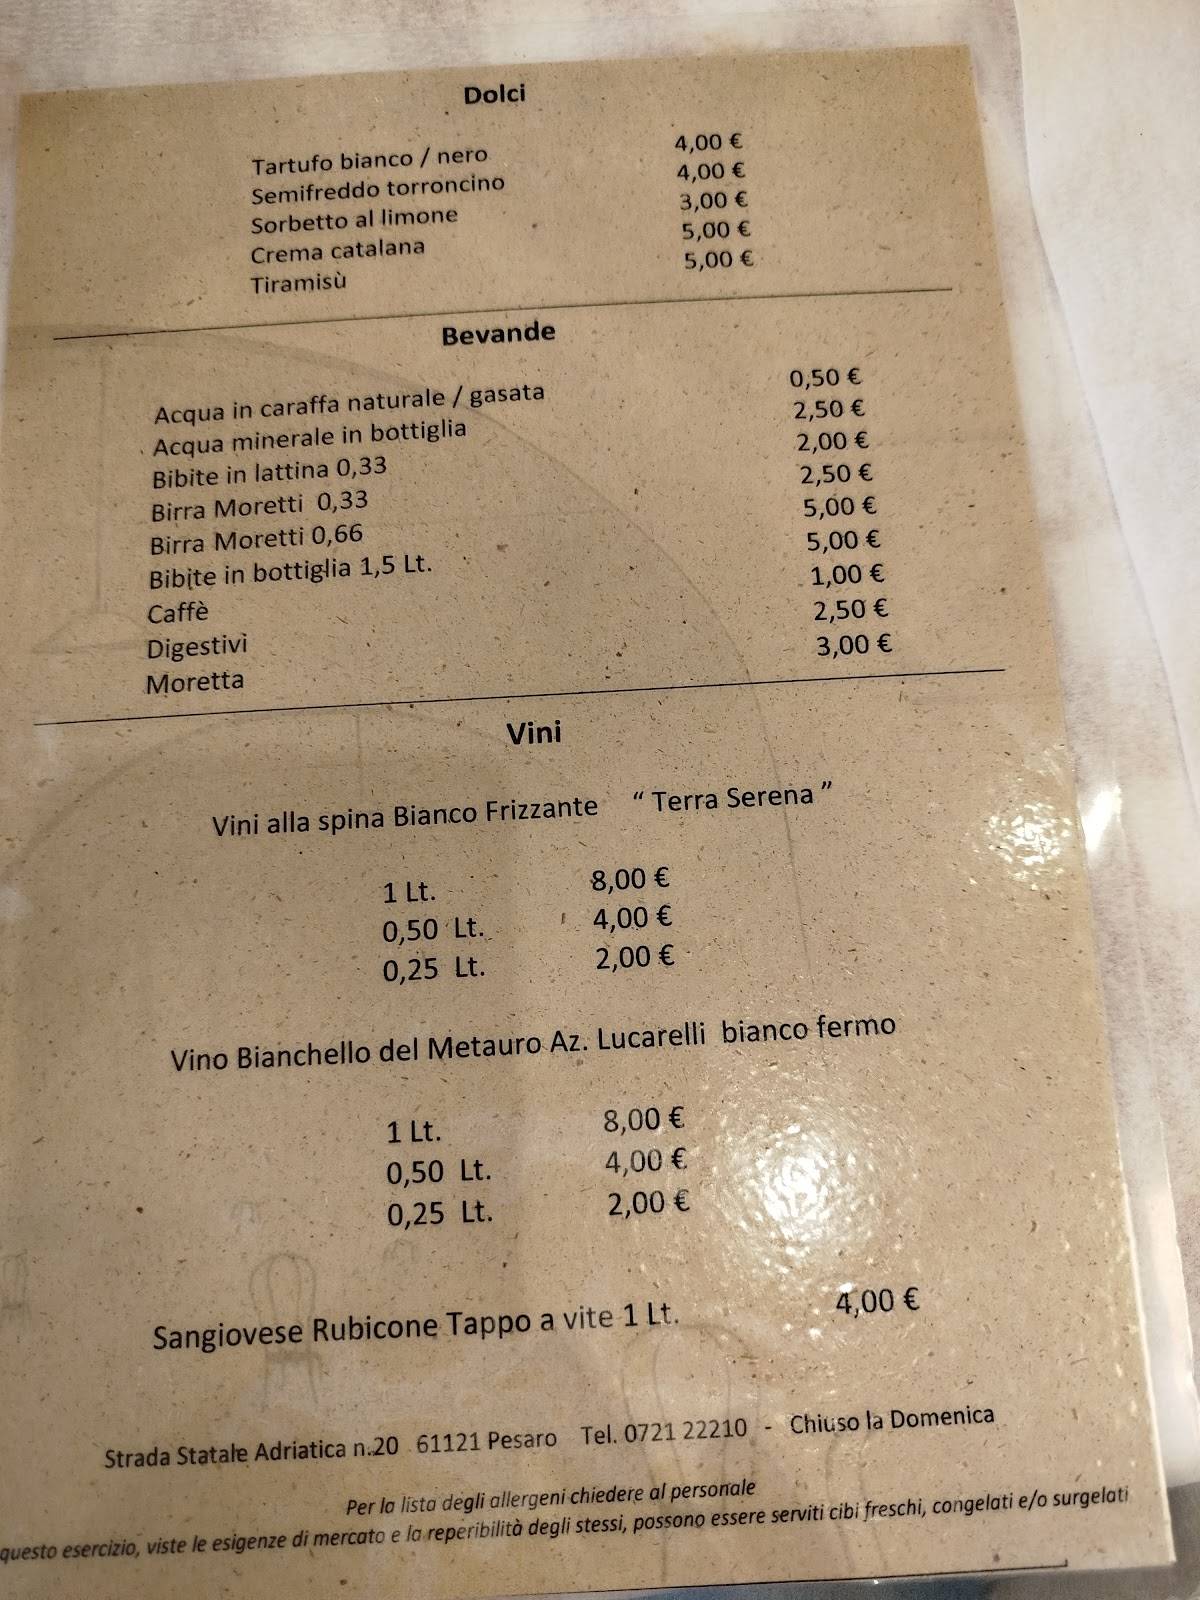 Dolci
Tartufo bianco / nero 4,00 €
Semifreddo torroncino 4,00 €
Sorbetto al limone 3,00 €
Crema catalana 5,00 €
Tiramisù 5,00 €
Bevande
Acqua in caraffa naturale / gasata 0,50 €
Acqua minerale in bottiglia 2,50 €
Bibite in lattina 0,33 2,00 €
Birra Moretti 0,33 2,50 €
Birra Moretti 0,66 5,00 €
Bibite in bottiglia 1,5 Lt. 5,00 €
Caffè 1,00 €
Digestivi 2,50 €
Moretta 3,00 €
Vini
Vini alla spina Bianco Frizzante “ Terra Serena ”
1 Lt. 8,00 €
0,50 Lt. 4,00 €
0,25 Lt. 2,00 €
Vino Bianchello del Metauro Az. Lucarelli bianco fermo
1 Lt. 8,00 €
0,50 Lt. 4,00 €
0,25 Lt. 2,00 €
Sangiovese Rubicone Tappo a vite 1 Lt. 4,00 €
Strada Statale Adriatica n.20 61121 Pesaro Tel. 0721 22210 - Chiuso la Domenica
Per la lista degli allergeni chiedere al personale
questo esercizio, viste le esigenze di mercato e la reperibilità degli stessi, possono essere serviti cibi freschi, congelati e/o surgelati